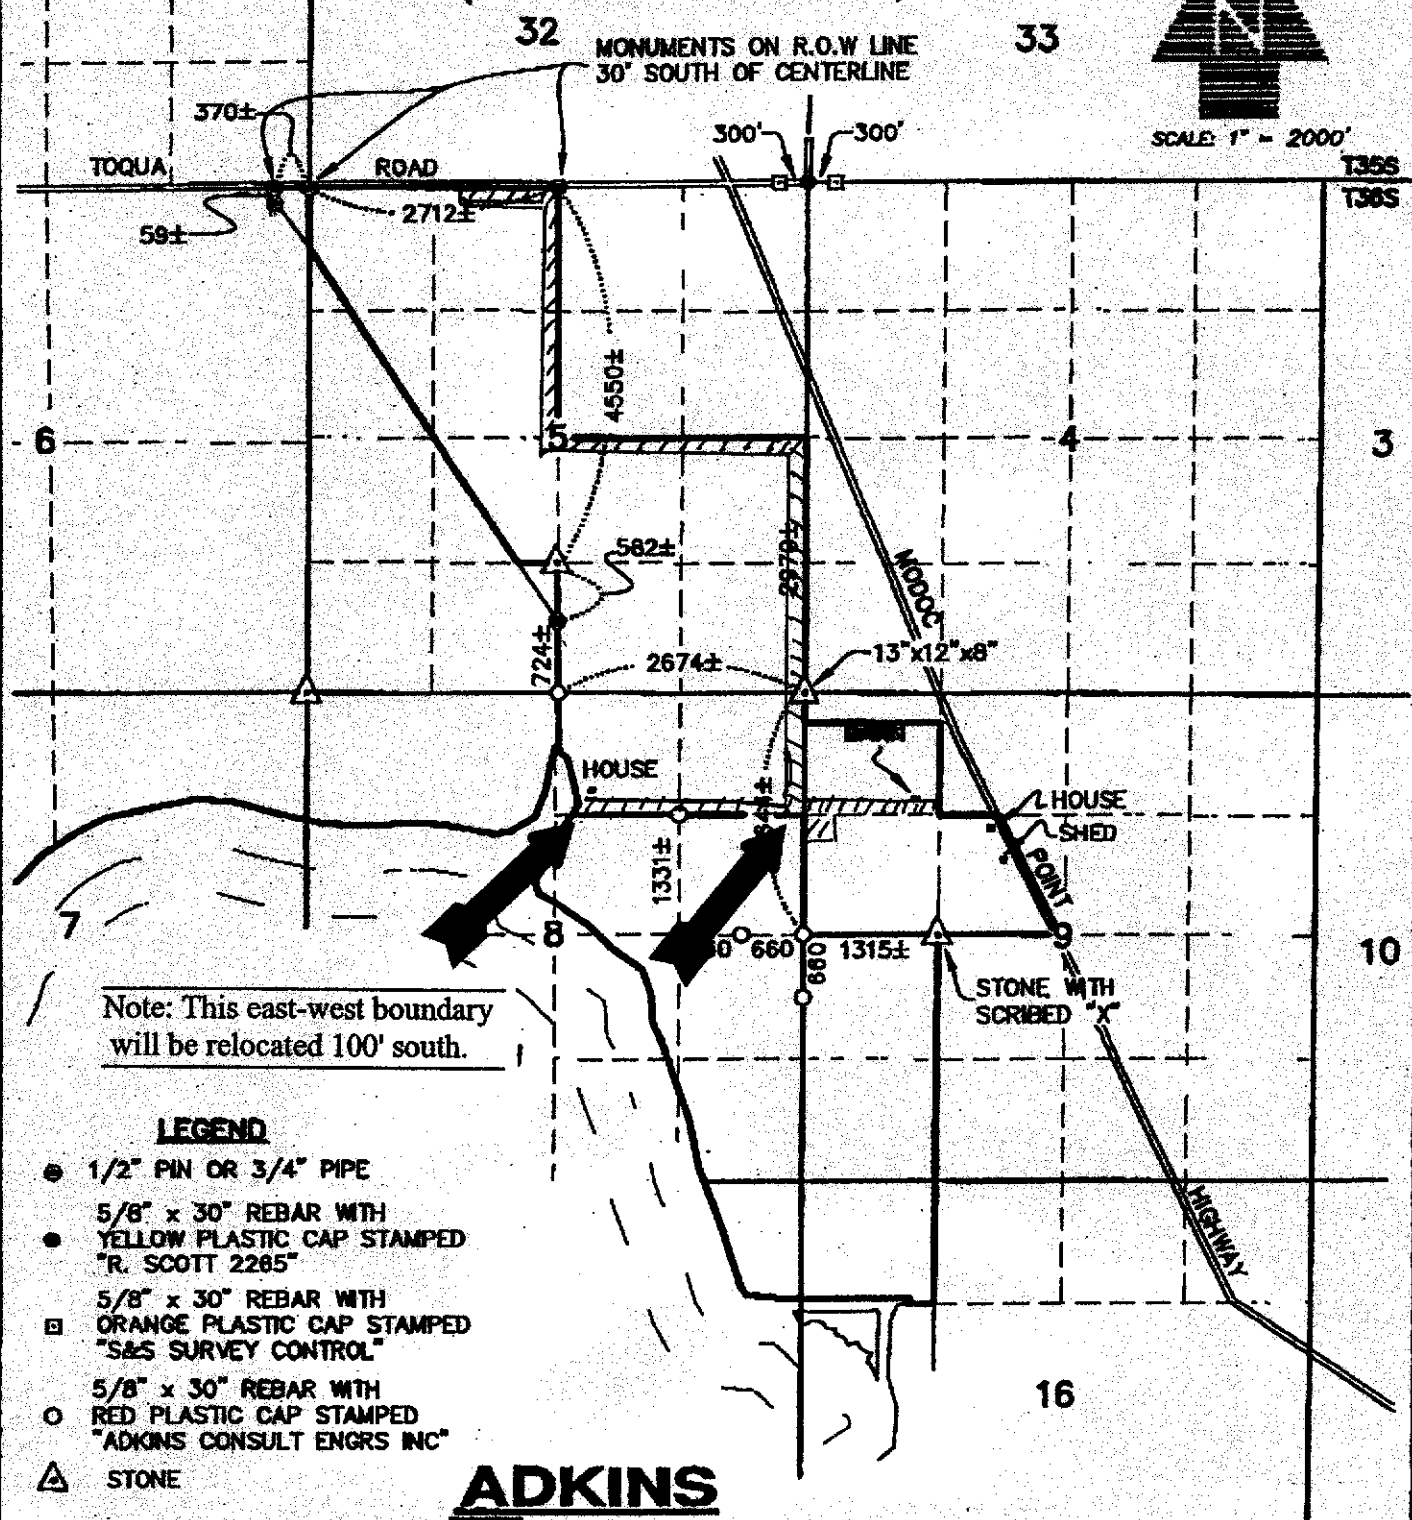 32
33
MONUMENTS ON R.O.W LINE
30' SOUTH OF CENTERLINE
N
SCALE: 1" = 2000'
370±
300'
300'
TOQUA
ROAD
T35S
T36S
59±
2712±
4550±
6
5
4
3
582±
2970±
MODOC
724±
2674±
13"x12"x8"
HOUSE
HOUSE
SHED
POINT
1331±
7
8
660
1315±
9
10
660
STONE WITH
SCRIBED "X"
Note: This east-west boundary
will be relocated 100' south.
LEGEND
1/2" PIN OR 3/4" PIPE
5/8" x 30" REBAR WITH
YELLOW PLASTIC CAP STAMPED
"R. SCOTT 2265"
5/8" x 30" REBAR WITH
ORANGE PLASTIC CAP STAMPED
"S&S SURVEY CONTROL"
5/8" x 30" REBAR WITH
RED PLASTIC CAP STAMPED
"ADKINS CONSULT ENGRS INC"
STONE
HIGHWAY
16
ADKINS